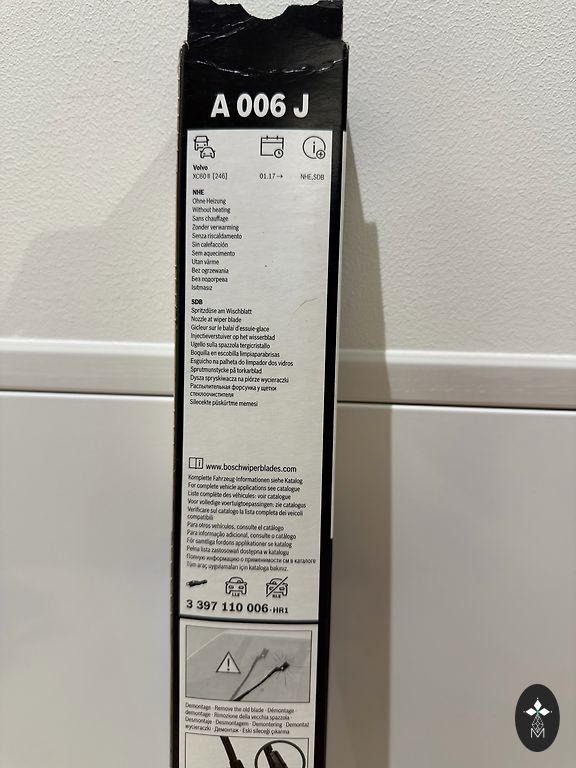 A 006 J
Volvo
XC60 II [246] 01.17→ NHE,SDB
NHE
Ohne Heizung
Without heating
Sans chauffage
Zonder verwarming
Senza riscaldamento
Sin calefacción
Sem aquecimento
Utan värme
Bez ogrzewania
Без подогрева
Isıtmasız
SDB
Spritzdüse am Wischblatt
Nozzle at wiper blade
Gicleur sur le balai d'essuie-glace
Injectieverstuiver op het wisserblad
Ugello sulla spazzola tergicristallo
Boquilla en escobilla limpiaparabrisas
Esguicho na palheta do limpador dos vidros
Sprutmunstycke på torkarblad
Dysza spryskiwacza na piórze wycieraczki
Распылительная форсунка у щетки
стеклоочистителя
Silecekte püskürtme memesi
www.boschwiperblades.com
Komplette Fahrzeug-Informationen siehe Katalog
For complete vehicle applications see catalogue
Liste complète des véhicules: voir catalogue
Voor volledige voertuigtoepassingen: zie catalogus
Verificare sul catalogo la lista completa dei veicoli
compatibili
Para otros vehículos, consulte el catálogo
Para informação adicional, consulte o catálogo
För samtliga fordons applikationer se katalog
Pełna lista zastosowań dostępna w katalogu
Полную информацию о применимости см в каталоге
Tüm araç uygulamaları için kataloga bakınız.
LLE RLE
3 397 110 006-HR1
Demontage · Remove the old blade · Démontage ·
demontage · Rimozione della vecchia spazzola ·
Desmontaje · Desmontagem · Demontering · Demontaż
wycieraczki · Демонтаж · Eski sileceği çıkarma
M